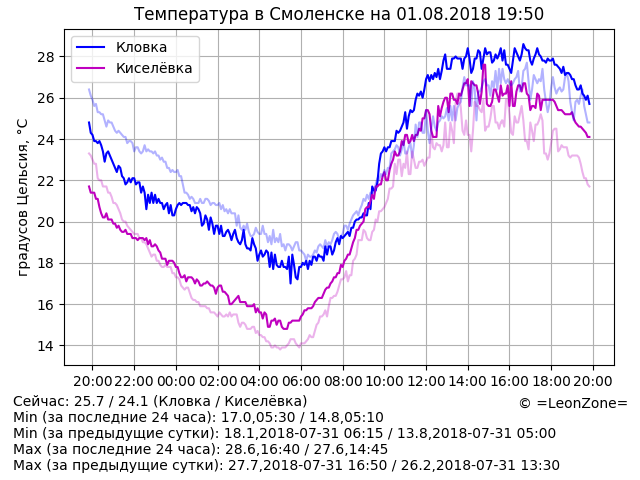 Температура в Смоленске на 01.08.2018 19:50
Кловка
Киселёвка
градусов Цельсия, °C
28
26
24
22
20
18
16
14
20:00 22:00 00:00 02:00 04:00 06:00 08:00 10:00 12:00 14:00 16:00 18:00 20:00
Сейчас: 25.7 / 24.1 (Кловка / Киселёвка)
© =LeonZone=
Min (за последние 24 часа): 17.0,05:30 / 14.8,05:10
Min (за предыдущие сутки): 18.1,2018-07-31 06:15 / 13.8,2018-07-31 05:00
Max (за последние 24 часа): 28.6,16:40 / 27.6,14:45
Max (за предыдущие сутки): 27.7,2018-07-31 16:50 / 26.2,2018-07-31 13:30